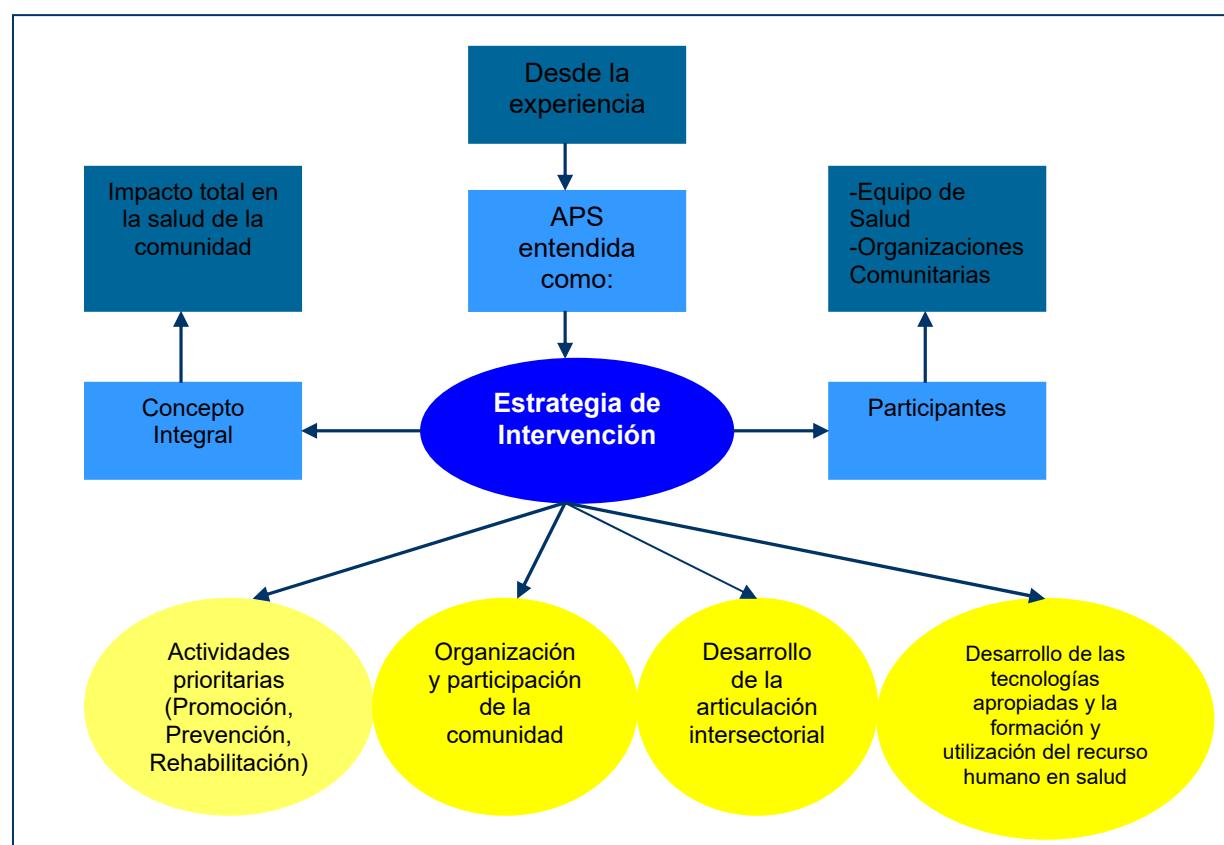 Desde la
experiencia
Impacto total en
la salud de la
comunidad
APS
entendida
como:
-Equipo de
Salud
-Organizaciones
Comunitarias
Concepto
Integral
Estrategia de
Intervención
Participantes
Actividades
prioritarias
(Promoción,
Prevención,
Rehabilitación)
Organización
y participación
de la
comunidad
Desarrollo
de la
articulación
intersectorial
Desarrollo de las
tecnologías
apropiadas y la
formación y
utilización del recurso
humano en salud